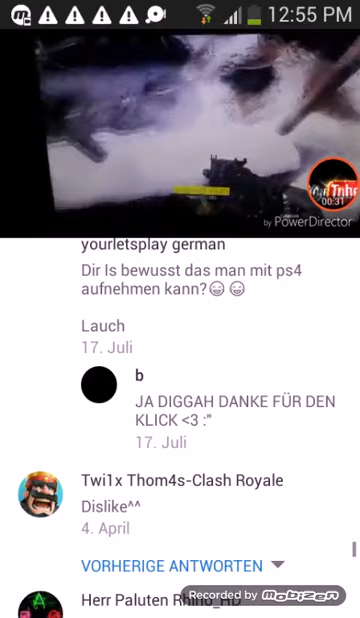 12:55 PM
00:31
by PowerDirector
yourletsplay german
Dir Is bewusst das man mit ps4
aufnehmen kann?😄😄
Lauch
17. Juli
b
JA DIGGAH DANKE FÜR DEN
KLICK <3 :"
17. Juli
Twi1x Thom4s-Clash Royale
Dislike^^
4. April
VORHERIGE ANTWORTEN
Herr Paluten Rhino_HD
Recorded by mobizen